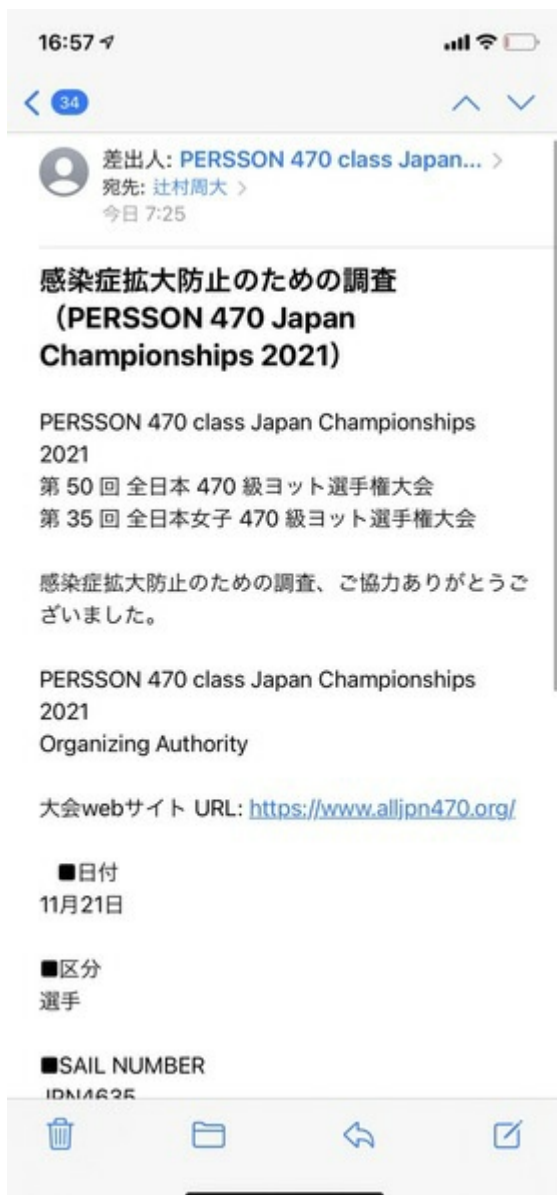 16:57
34
差出人: PERSSON 470 class Japan...
宛先: 辻村周大
今日 7:25
感染症拡大防止のための調査
(PERSSON 470 Japan
Championships 2021)
PERSSON 470 class Japan Championships
2021
第 50 回 全日本 470 級ヨット選手権大会
第 35 回 全日本女子 470 級ヨット選手権大会
感染症拡大防止のための調査、ご協力ありがとうご
ざいました。
PERSSON 470 class Japan Championships
2021
Organizing Authority
大会webサイト URL: https://www.alljpn470.org/
■日付
11月21日
■区分
選手
■SAIL NUMBER
JPN4635